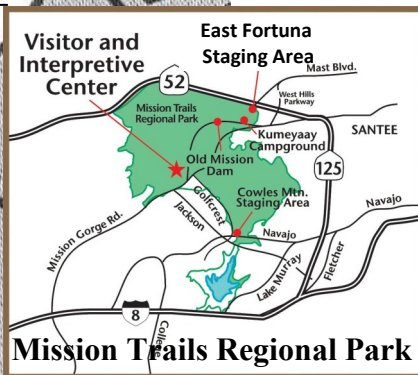 Visitor and
Interpretive
Center
East Fortuna
Staging Area
Mast Blvd.
52
West Hills
Parkway
Mission Trails
Regional Park
SANTEE
Kumeyaay
Campground
Old Mission
Dam
125
Cowles Mtn.
Staging Area
Golfcrest
Jackson
Navajo
Navajo
Mission Gorge Rd.
Lake Murray
Fletcher
8
College
Mission Trails Regional Park